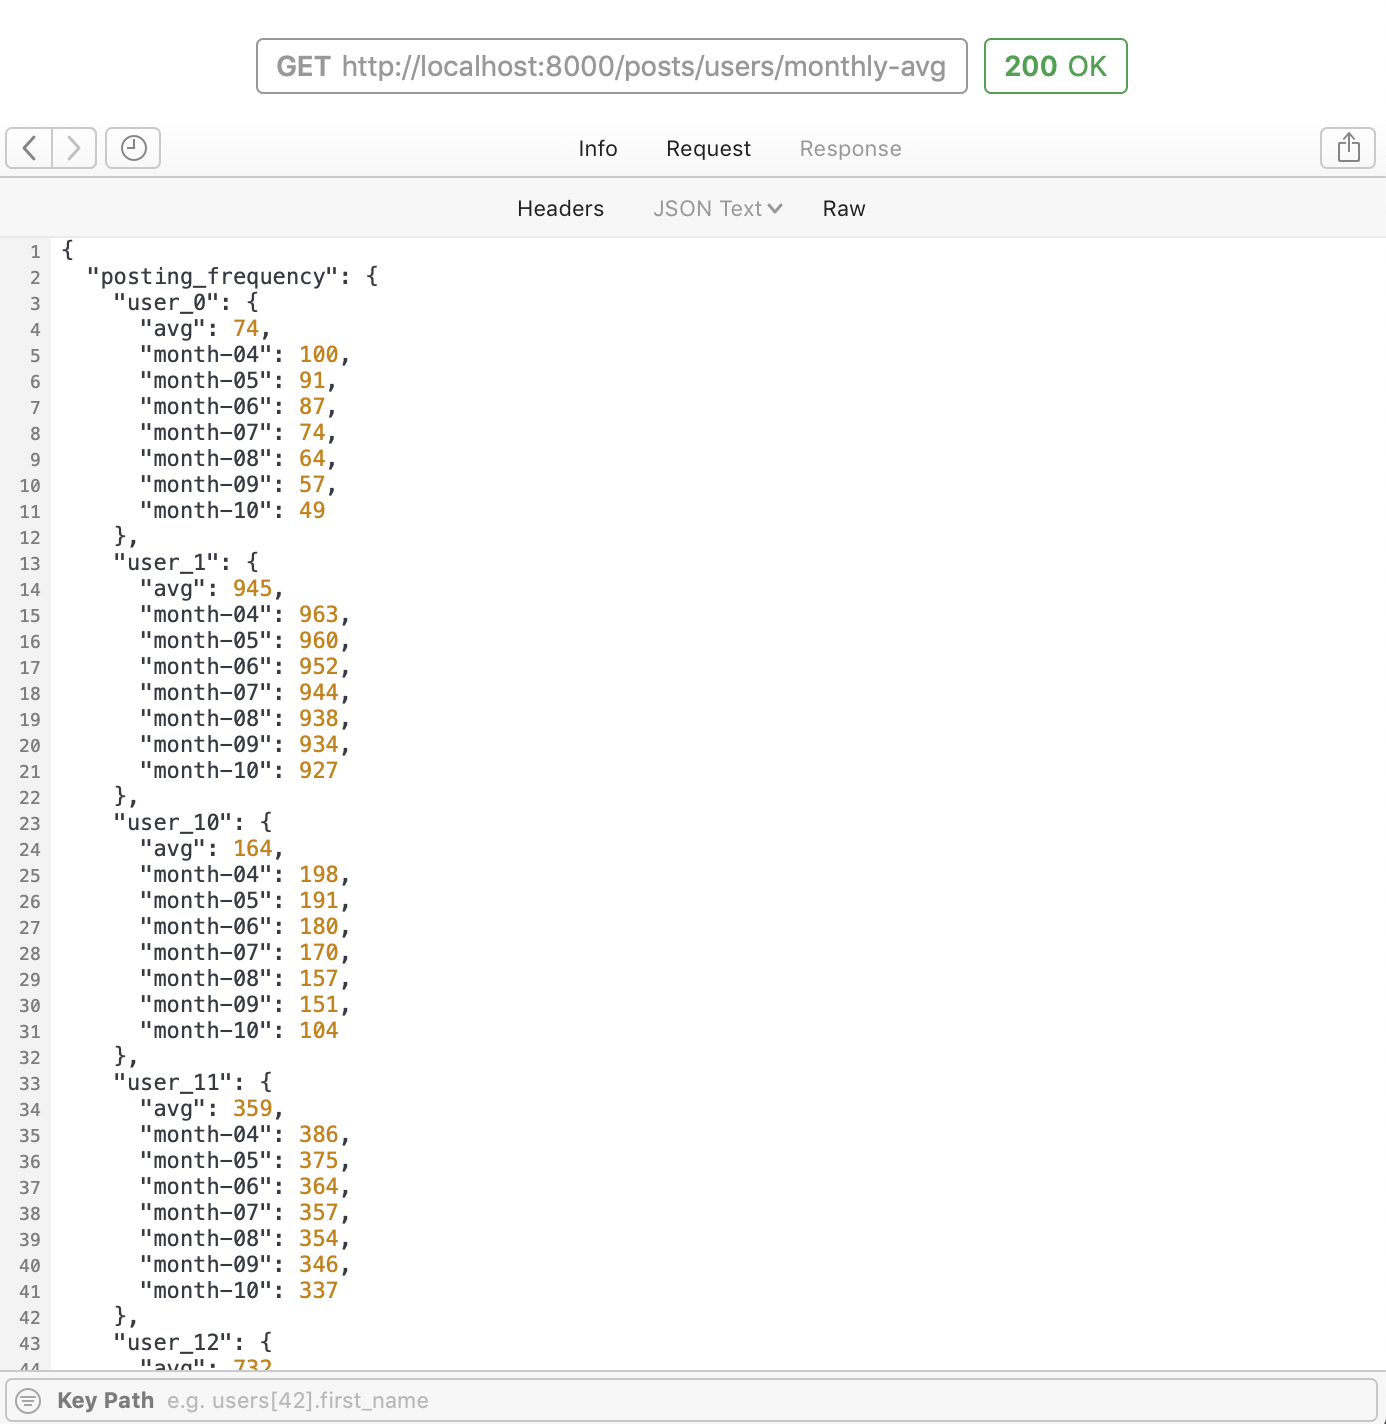 GET http://localhost:8000/posts/users/monthly-avg 200 OK
Info Request Response
Headers JSON Text Raw
1 {
2 "posting_frequency": {
3 "user_0": {
4 "avg": 74,
5 "month-04": 100,
6 "month-05": 91,
7 "month-06": 87,
8 "month-07": 74,
9 "month-08": 64,
10 "month-09": 57,
11 "month-10": 49
12 },
13 "user_1": {
14 "avg": 945,
15 "month-04": 963,
16 "month-05": 960,
17 "month-06": 952,
18 "month-07": 944,
19 "month-08": 938,
20 "month-09": 934,
21 "month-10": 927
22 },
23 "user_10": {
24 "avg": 164,
25 "month-04": 198,
26 "month-05": 191,
27 "month-06": 180,
28 "month-07": 170,
29 "month-08": 157,
30 "month-09": 151,
31 "month-10": 104
32 },
33 "user_11": {
34 "avg": 359,
35 "month-04": 386,
36 "month-05": 375,
37 "month-06": 364,
38 "month-07": 357,
39 "month-08": 354,
40 "month-09": 346,
41 "month-10": 337
42 },
43 "user_12": {
44 "avg": 732
Key Path e.g. users[42].first_name